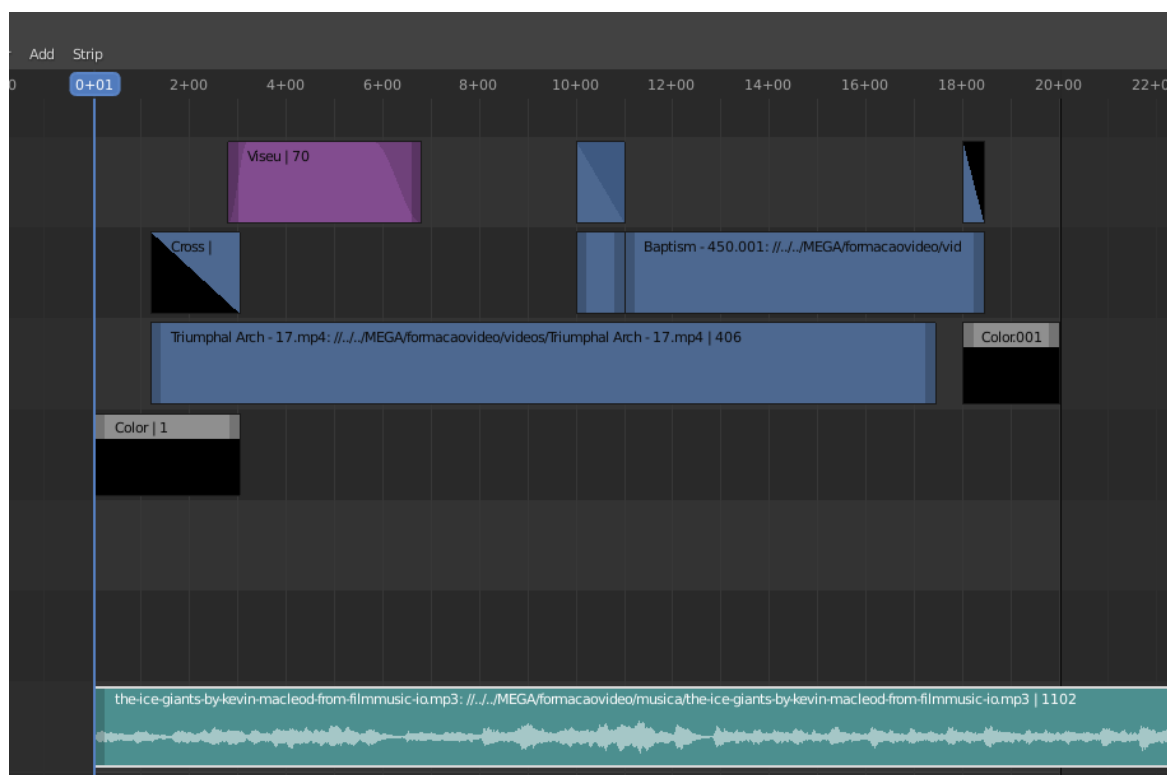 Add Strip
0 0+01 2+00 4+00 6+00 8+00 10+00 12+00 14+00 16+00 18+00 20+00
Viseu | 70
Cross |
Baptism - 450.001: //../../MEGA/formacaovideo/vid
Triumphal Arch - 17.mp4: //../../MEGA/formacaovideo/videos/Triumphal Arch - 17.mp4 | 406
Color.001
Color | 1
the-ice-giants-by-kevin-macleod-from-filmmusic-io.mp3: //../../MEGA/formacaovideo/musica/the-ice-giants-by-kevin-macleod-from-filmmusic-io.mp3 | 1102